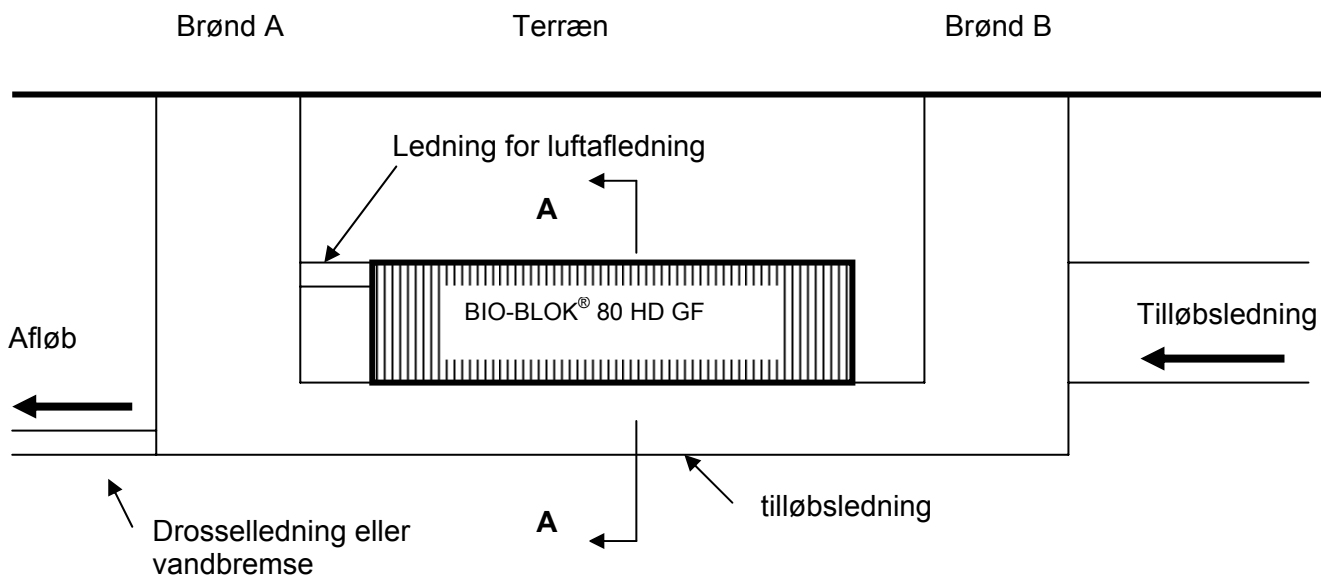 Brønd A
Terræn
Brønd B
Ledning for luftafledning
A
BIO-BLOK® 80 HD GF
Afløb
Tilløbsledning
tilløbsledning
A
Drosselledning eller
vandbremse